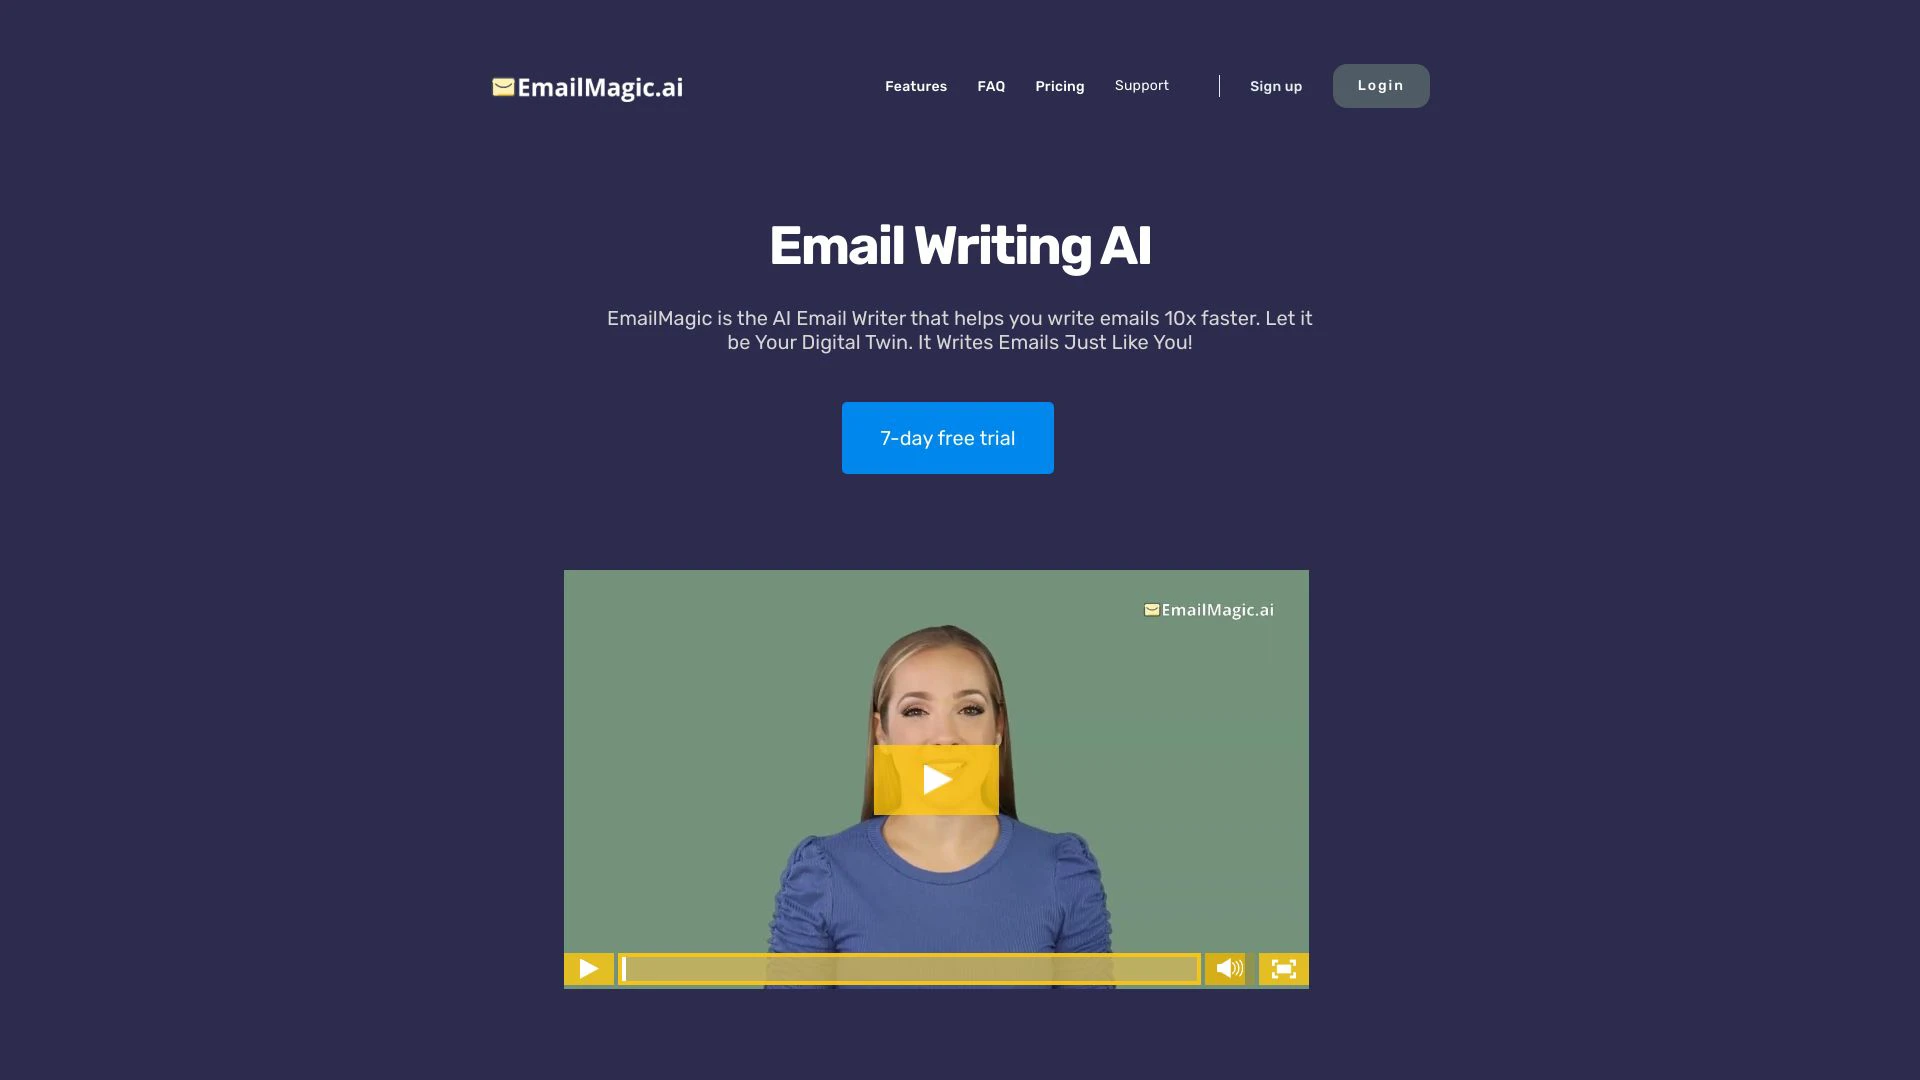 EmailMagic.ai
Features
FAQ
Pricing
Support
Sign up
Login
Email Writing AI
EmailMagic is the AI Email Writer that helps you write emails 10x faster. Let it
be Your Digital Twin. It Writes Emails Just Like You!
7-day free trial
EmailMagic.ai